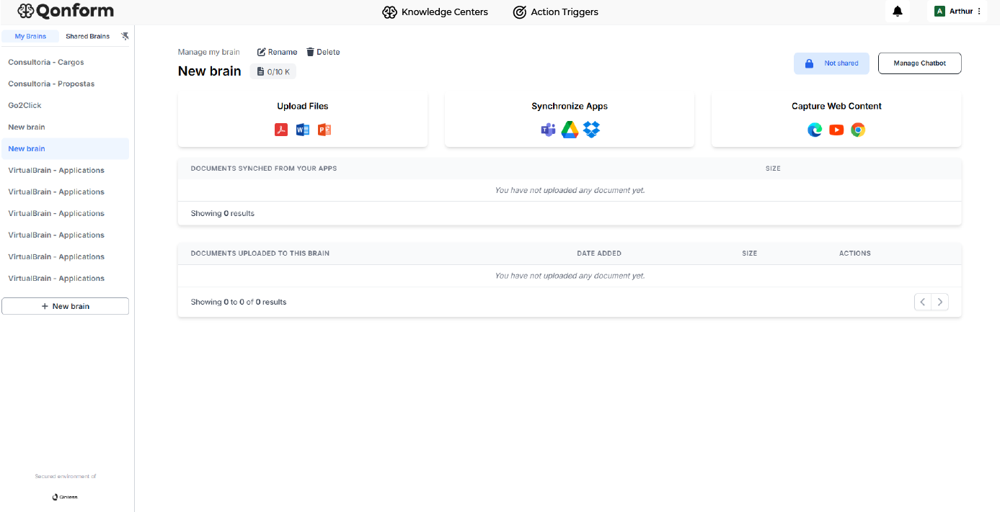 Qonform
Knowledge Centers
Action Triggers
A
Arthur
My Brains
Shared Brains
Consultoria - Cargos
Consultoria - Propostas
Go2Click
New brain
New brain
VirtualBrain - Applications
VirtualBrain - Applications
VirtualBrain - Applications
VirtualBrain - Applications
VirtualBrain - Applications
VirtualBrain - Applications
+ New brain
Secured environment of
Qintess
Manage my brain
Rename
Delete
New brain
0/10 K
Not shared
Manage Chatbot
Upload Files
Synchronize Apps
Capture Web Content
DOCUMENTS SYNCHED FROM YOUR APPS SIZE
You have not uploaded any document yet.
Showing 0 results
DOCUMENTS UPLOADED TO THIS BRAIN DATE ADDED SIZE ACTIONS
You have not uploaded any document yet.
Showing 0 to 0 of 0 results